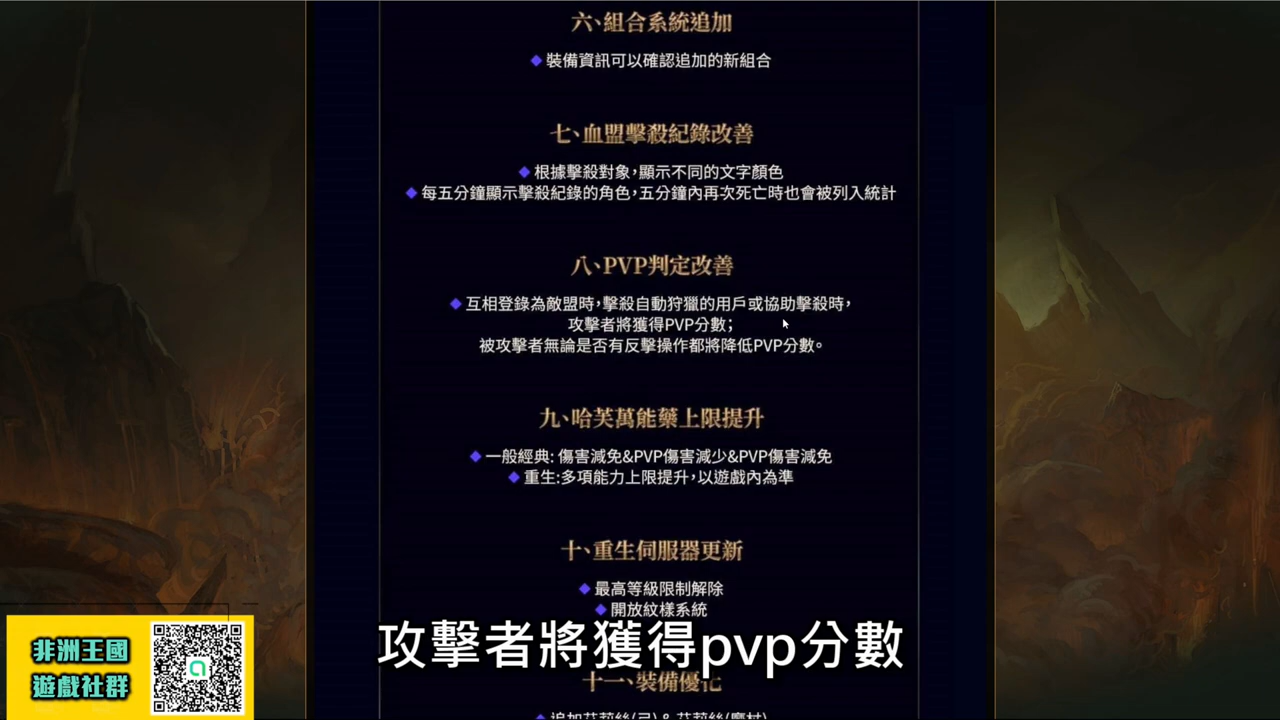 六、組合系統追加
◆ 裝備資訊可以確認追加的新組合
七、血盟擊殺紀錄改善
◆ 根據擊殺對象，顯示不同的文字顏色
◆ 每五分鐘顯示擊殺紀錄的角色，五分鐘內再次死亡時也會被列入統計
八、PVP判定改善
◆ 互相登錄為敵盟時，擊殺自動狩獵的用戶或協助擊殺時，
攻擊者將獲得PVP分數；
被攻擊者無論是否有反擊操作都將降低PVP分數。
九、哈芙萬能藥上限提升
◆ 一般經典: 傷害減免&PVP傷害減少&PVP傷害減免
◆ 重生:多項能力上限提升，以遊戲內為準
十、重生伺服器更新
◆ 最高等級限制解除
◆ 開放紋樣系統
攻擊者將獲得pvp分數
十一、裝備優化
非洲王國
遊戲社群